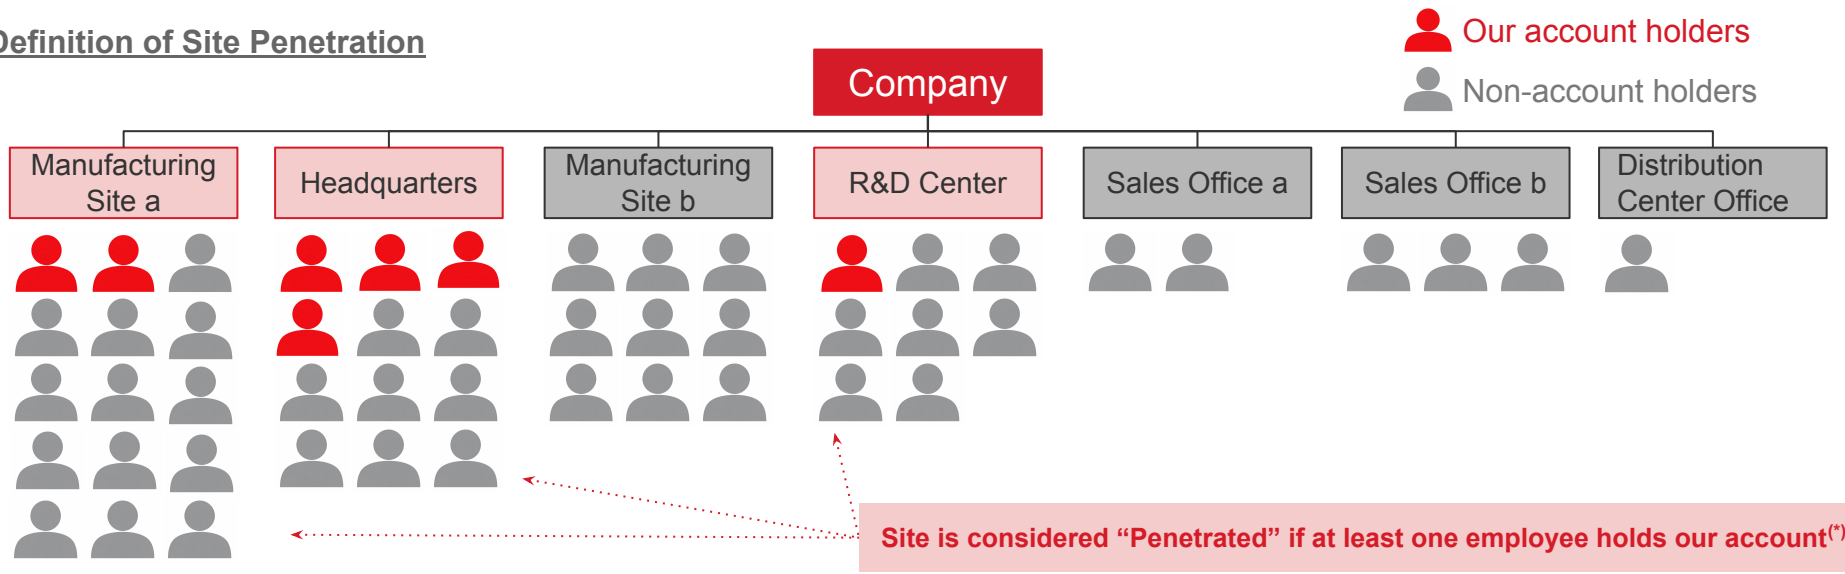 Definition of Site Penetration
Our account holders
Non-account holders
Company
Manufacturing
Site a
Headquarters
Manufacturing
Site b
R&D Center
Sales Office a
Sales Office b
Distribution
Center Office
Site is considered “Penetrated” if at least one employee holds our account(*)